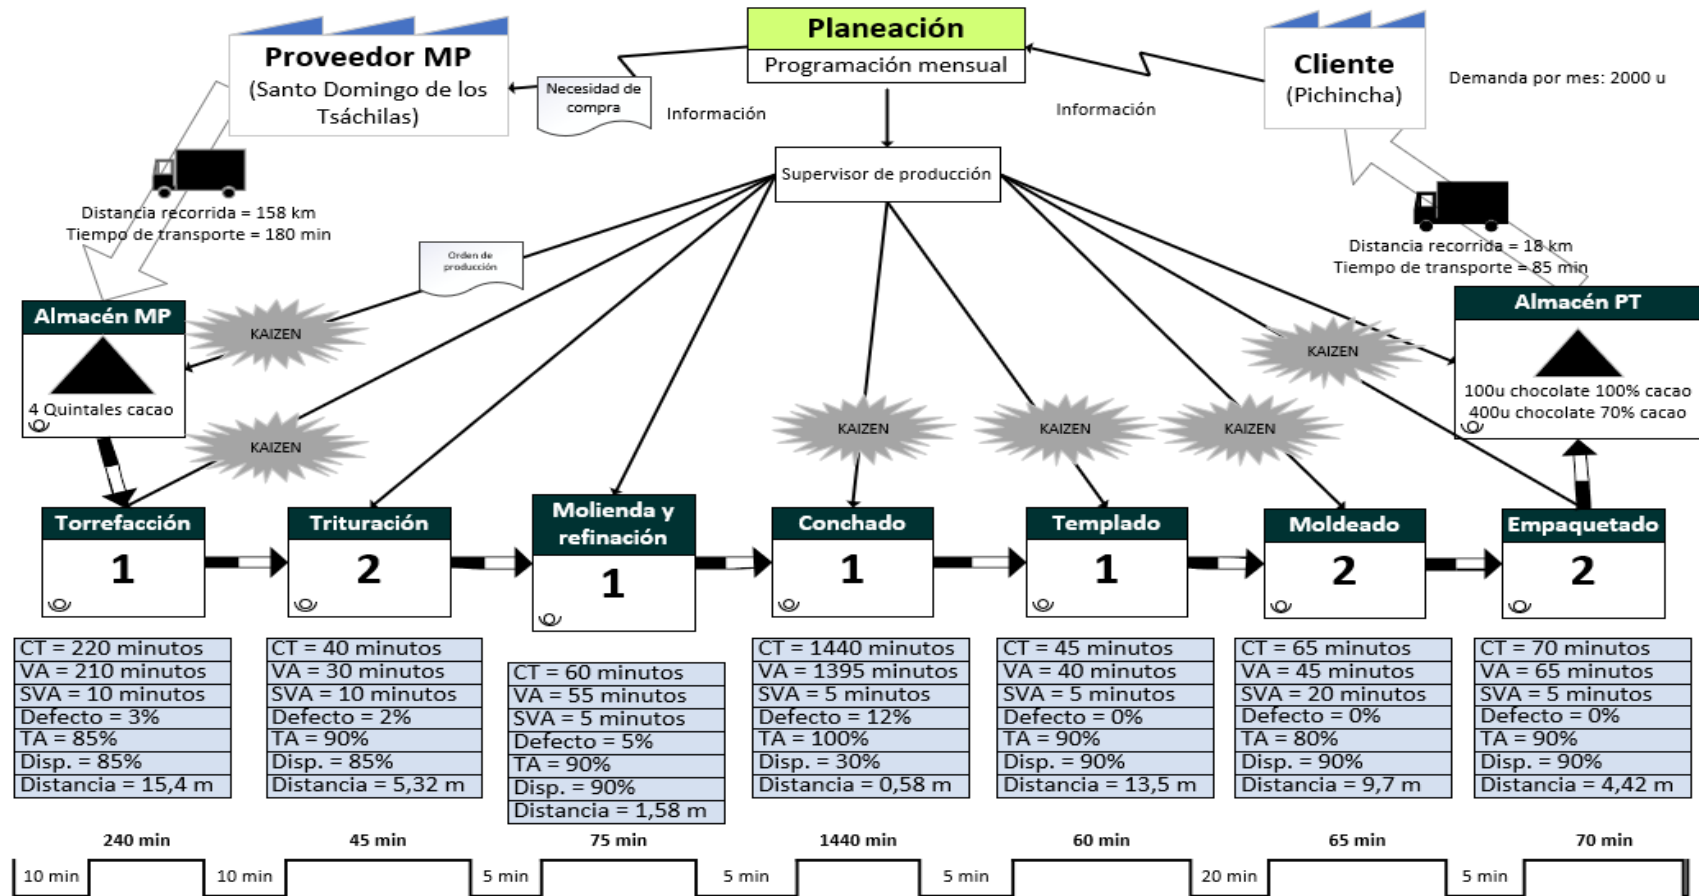 Planeación
Programación mensual
Proveedor MP
(Santo Domingo de los
Tsáchilas)
Necesidad de
compra
Información
Información
Cliente
(Pichincha)
Demanda por mes: 2000 u
Supervisor de producción
Distancia recorrida = 158 km
Tiempo de transporte = 180 min
Distancia recorrida = 18 km
Tiempo de transporte = 85 min
Orden de
producción
Almacén MP
4 Quintales cacao
KAIZEN
KAIZEN
KAIZEN
KAIZEN
KAIZEN
KAIZEN
Almacén PT
100u chocolate 100% cacao
400u chocolate 70% cacao
Torrefacción
1
Trituración
2
Molienda y
refinación
1
Conchado
1
Templado
1
Moldeado
2
Empaquetado
2
CT = 220 minutos
VA = 210 minutos
SVA = 10 minutos
Defecto = 3%
TA = 85%
Disp. = 85%
Distancia = 15,4 m
CT = 40 minutos
VA = 30 minutos
SVA = 10 minutos
Defecto = 2%
TA = 90%
Disp. = 85%
Distancia = 5,32 m
CT = 60 minutos
VA = 55 minutos
SVA = 5 minutos
Defecto = 5%
TA = 90%
Disp. = 90%
Distancia = 1,58 m
CT = 1440 minutos
VA = 1395 minutos
SVA = 5 minutos
Defecto = 12%
TA = 100%
Disp. = 30%
Distancia = 0,58 m
CT = 45 minutos
VA = 40 minutos
SVA = 5 minutos
Defecto = 0%
TA = 90%
Disp. = 90%
Distancia = 13,5 m
CT = 65 minutos
VA = 45 minutos
SVA = 20 minutos
Defecto = 0%
TA = 80%
Disp. = 90%
Distancia = 9,7 m
CT = 70 minutos
VA = 65 minutos
SVA = 5 minutos
Defecto = 0%
TA = 90%
Disp. = 90%
Distancia = 4,42 m
240 min
45 min
75 min
1440 min
60 min
65 min
70 min
10 min
10 min
5 min
5 min
5 min
20 min
5 min